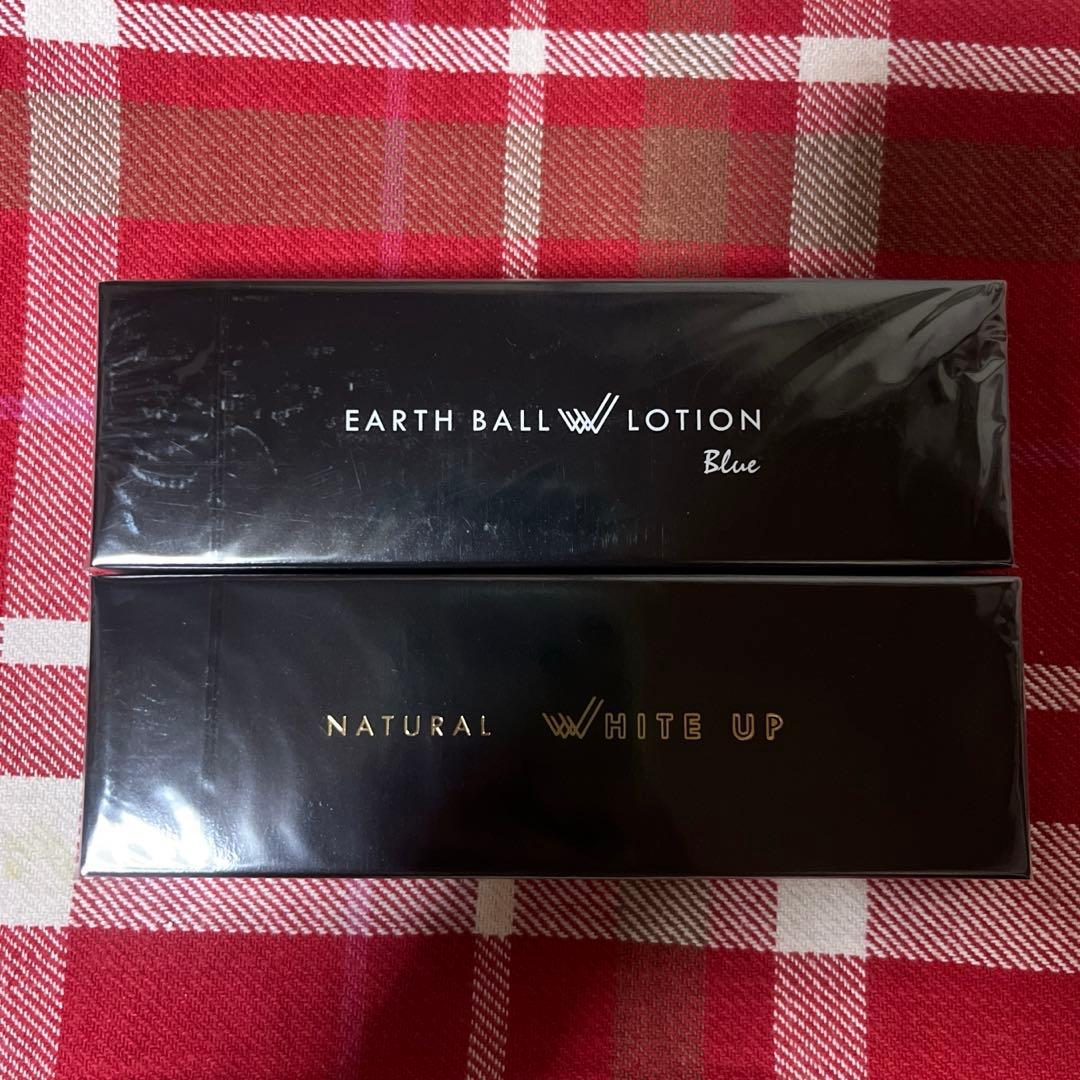 EARTH BALL W LOTION
Blue
NATURAL WHITE UP